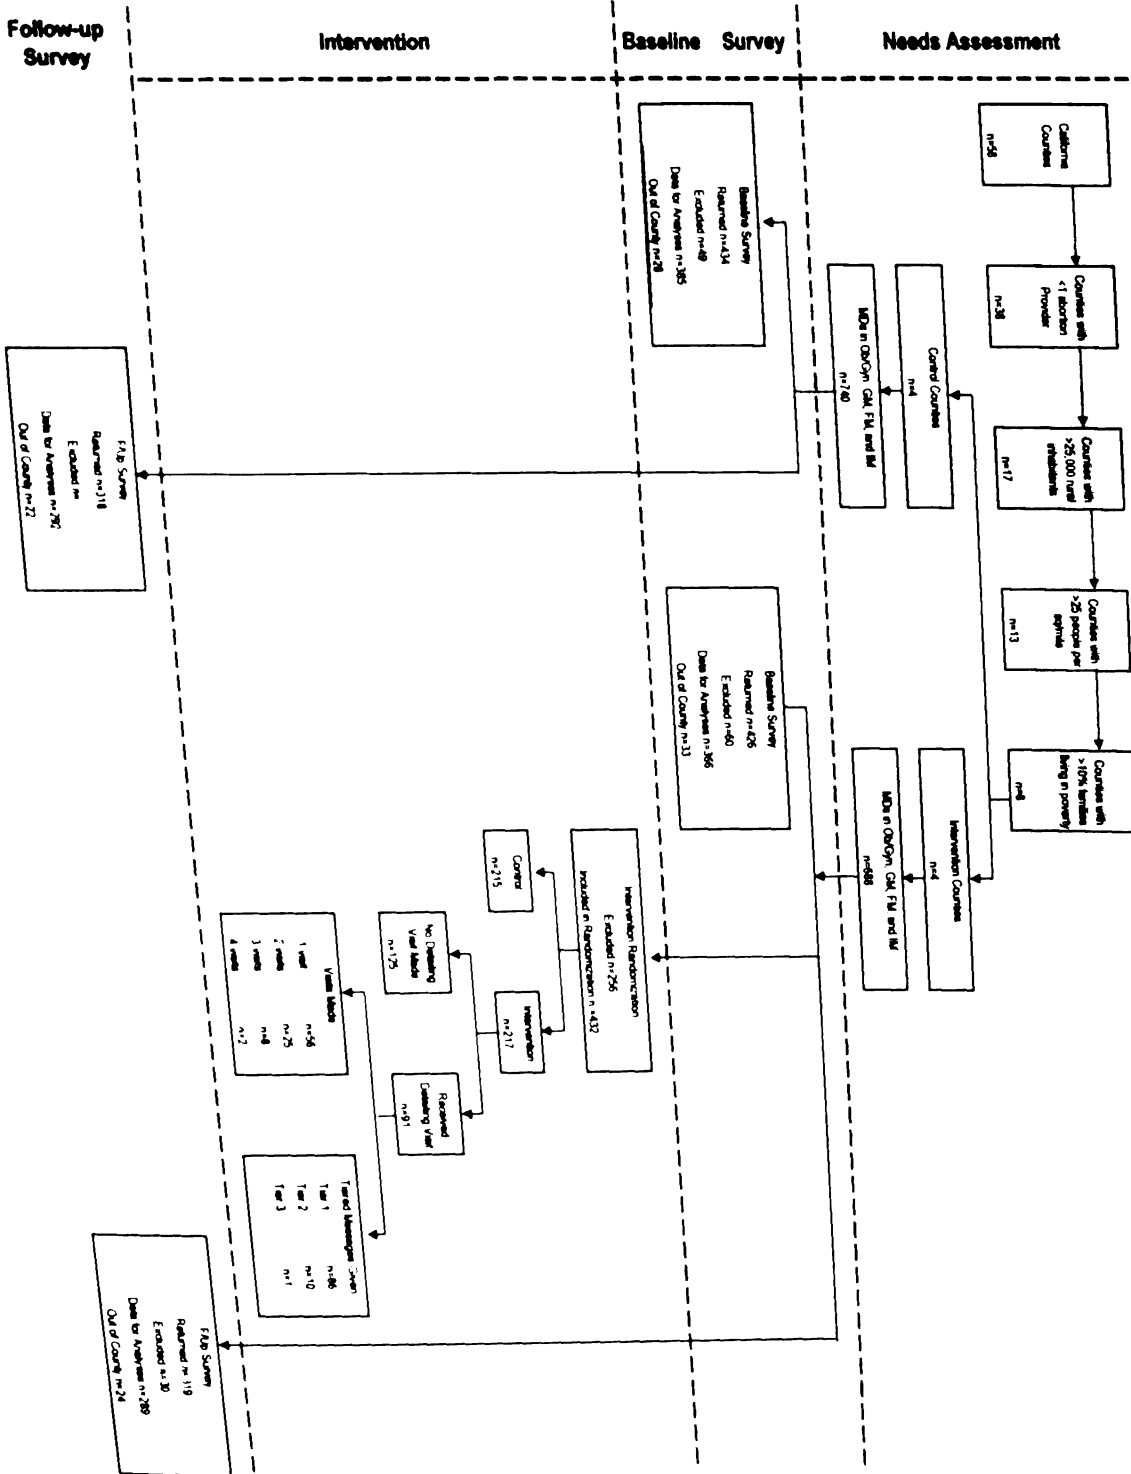 Needs Assessment
California
Counties
n=58
Counties with
<1 abortion
Provider
n=38
Counties with
>25,000 rural
inhabitants
n=17
Counties with
>25 people per
sq/mile
n=13
Counties with
>10% families
living in poverty
n=8
Control Counties
n=4
Intervention Counties
n=4
MDs in Ob/Gyn, GM, FM, and IM
n=740
MDs in Ob/Gyn, GM, FM and IM
n=688
Baseline Survey
Baseline Survey
Returned n=434
Excluded n=49
Data for Analyses n=385
Out of County n=28
Baseline Survey
Returned n=426
Excluded n=60
Data for Analyses n=366
Out of County n=33
Intervention
Intervention Randomization
Excluded n=256
Included in Randomization n=432
Control
n=215
Intervention
n=217
No Detailing
Visit Made
n=125
Received
Detailing Visit
n=91
Visits Made
1 visit n=56
2 visits n=25
3 visits n=8
4 visits n=2
Tiered Messages Given
Tier 1 n=86
Tier 2 n=10
Tier 3 n=1
Follow-up
Survey
F/Up Survey
Returned n=318
Excluded n=
Data for Analyses n=292
Out of County n=22
F/Up Survey
Returned n=319
Excluded n=30
Data for Analyses n=289
Out of County n=24